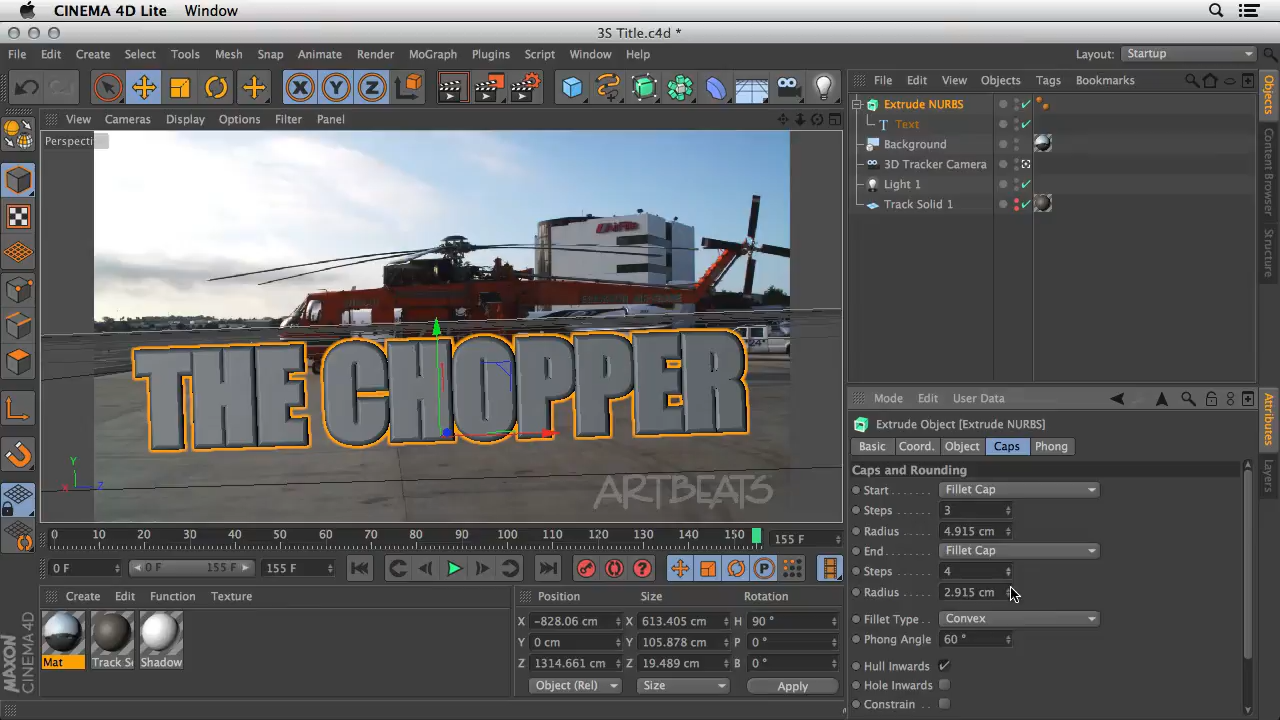 CINEMA 4D Lite Window
3S Title.c4d *
File Edit Create Select Tools Mesh Snap Animate Render MoGraph Plugins Script Window Help
Layout: Startup
File Edit View Objects Tags Bookmarks
View Cameras Display Options Filter Panel
Perspecti
Extrude NURBS
Text
Background
3D Tracker Camera
Light 1
Track Solid 1
Objects
Content Browser
Structure
THE CHOPPER
ARTBEATS
Y
X Z
Mode Edit User Data
Extrude Object [Extrude NURBS]
Basic Coord. Object Caps Phong
Caps and Rounding
Start Fillet Cap
Steps 3
Radius 4.915 cm
End Fillet Cap
Steps 4
Radius 2.915 cm
Fillet Type Convex
Phong Angle 60 °
Hull Inwards
Hole Inwards
Constrain
Attributes
Layers
0 10 20 30 40 50 60 70 80 90 100 110 120 130 140 150 155 F
0 F 0 F 155 F 155 F
Create Edit Function Texture
Mat Track So Shadow
Position Size Rotation
X -828.06 cm X 613.405 cm H 90 °
Y 0 cm Y 105.878 cm P 0 °
Z 1314.661 cm Z 19.489 cm B 0 °
Object (Rel) Size Apply
MAXON CINEMA 4D